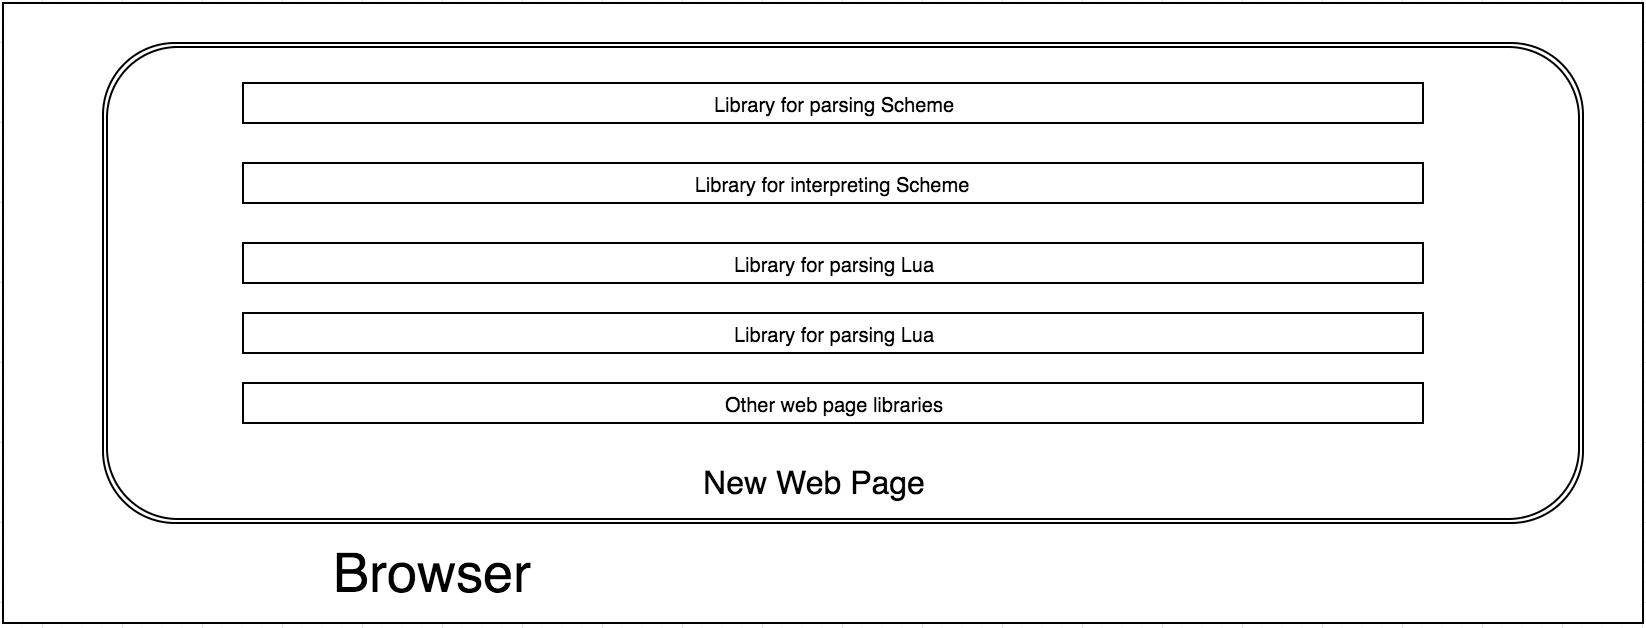 Library for parsing Scheme
Library for interpreting Scheme
Library for parsing Lua
Library for parsing Lua
Other web page libraries
New Web Page
Browser